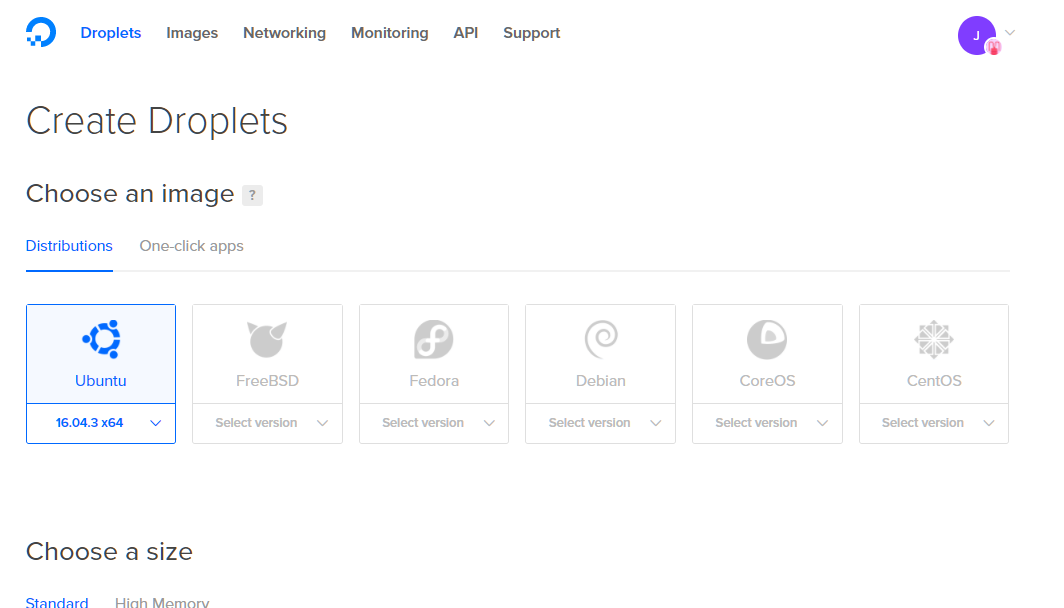 Droplets Images Networking Monitoring API Support J
Create Droplets
Choose an image ?
Distributions One-click apps
Ubuntu FreeBSD Fedora Debian CoreOS CentOS
16.04.3 x64 Select version Select version Select version Select version Select version
Choose a size
Standard High Memory